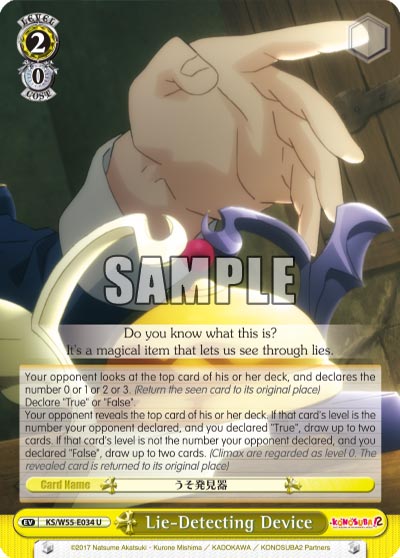 LEVEL
2
0
COST
SAMPLE
Do you know what this is?
It's a magical item that lets us see through lies.
Your opponent looks at the top card of his or her deck, and declares the
number 0 or 1 or 2 or 3. (Return the seen card to its original place)
Declare "True" or "False".
Your opponent reveals the top card of his or her deck. If that card's level is the
number your opponent declared, and you declared "True", draw up to two
cards. If that card's level is not the number your opponent declared, and you
declared "False", draw up to two cards. (Climax are regarded as level 0. The
revealed card is returned to its original place)
Card Name うそ発見器
EV KS/W55-E034 U Lie-Detecting Device KONOSUBA 2
©2017 Natsume Akatsuki・Kurone Mishima / KADOKAWA / KONOSUBA2 Partners